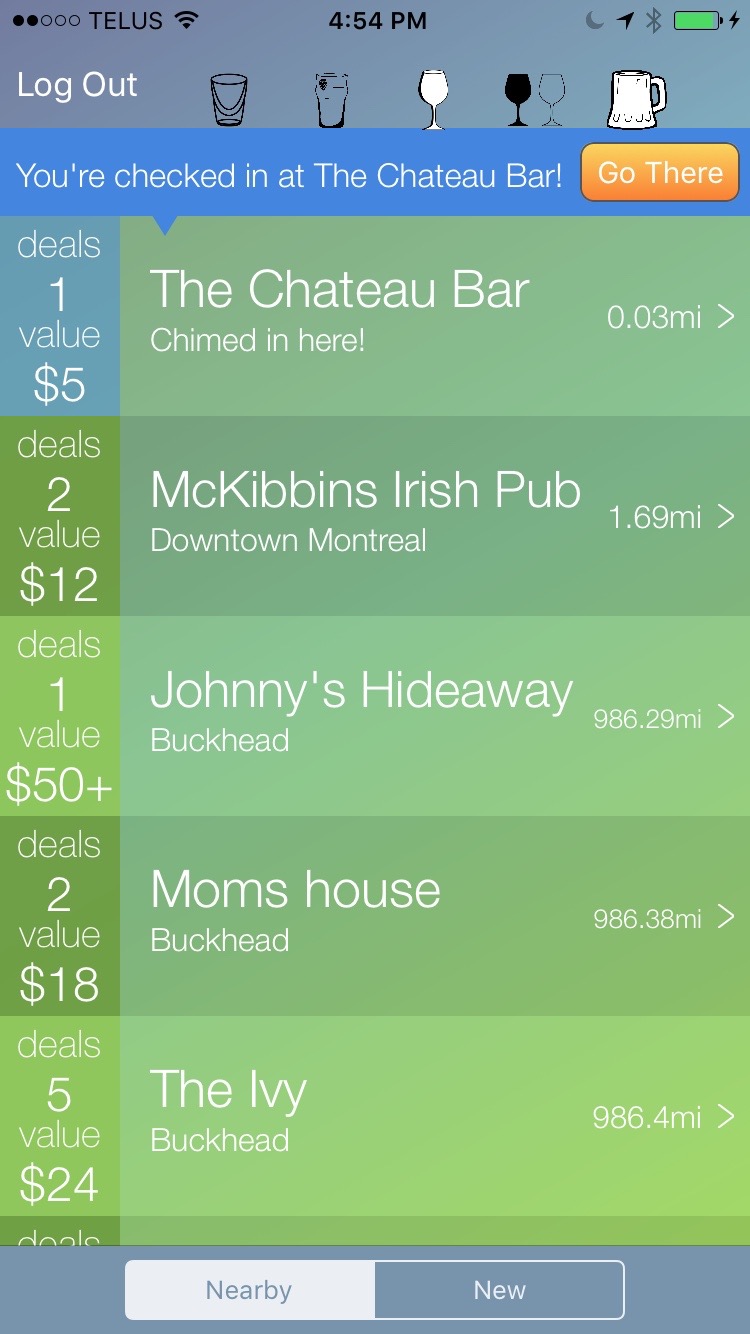 TELUS 4:54 PM
Log Out
You're checked in at The Chateau Bar! Go There
deals
1
value
$5
The Chateau Bar
Chimed in here!
0.03mi
deals
2
value
$12
McKibbins Irish Pub
Downtown Montreal
1.69mi
deals
1
value
$50+
Johnny's Hideaway
Buckhead
986.29mi
deals
2
value
$18
Moms house
Buckhead
986.38mi
deals
5
value
$24
The Ivy
Buckhead
986.4mi
deals
Nearby New